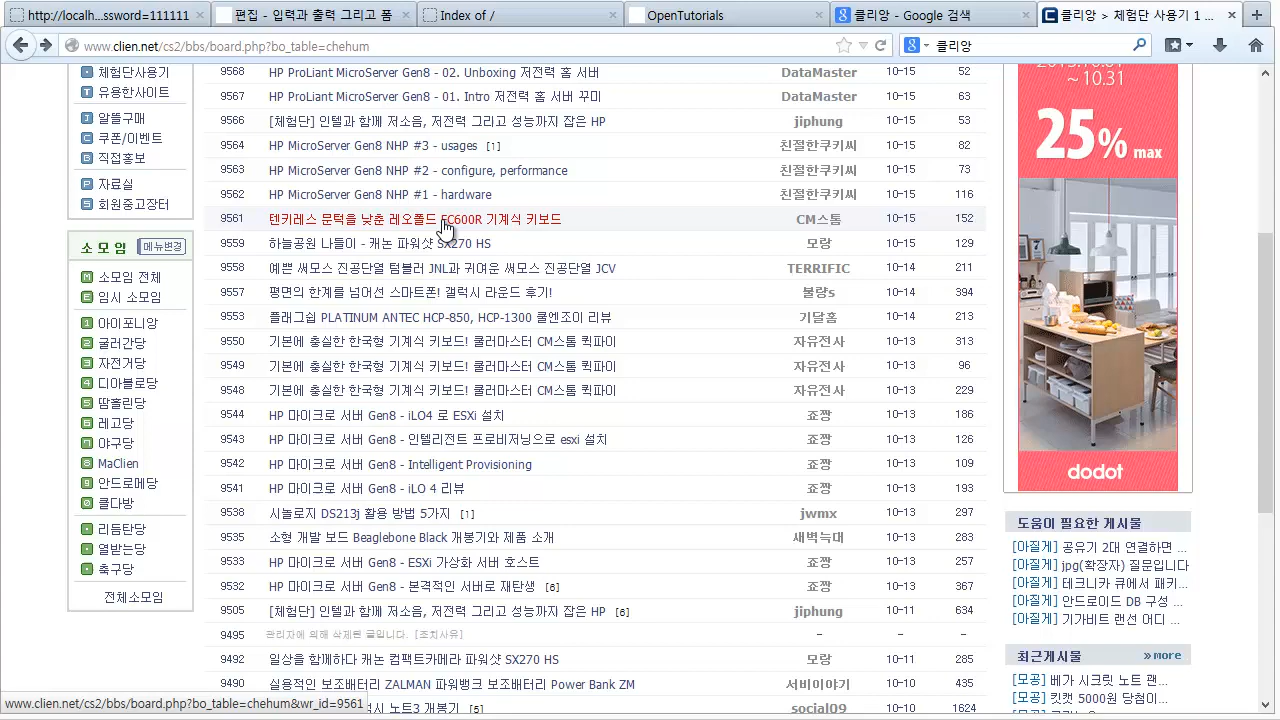 http://localh...ssword=111111
편집 - 입력과 출력 그리고 폼
Index of /
OpenTutorials
클리앙 - Google 검색
클리앙 > 체험단 사용기 1 ...
www.clien.net/cs2/bbs/board.php?bo_table=chehum
클리앙
체험단사용기
유용한사이트
알뜰구매
쿠폰/이벤트
직접홍보
자료실
회원중고장터
소 모 임 메뉴변경
소모임 전체
임시 소모임
아이포니앙
굴러간당
자전거당
디아블로당
땀흘린당
레고당
야구당
MaClien
안드로메당
클다방
리듬탄당
열받는당
축구당
전체소모임
9568 HP ProLiant MicroServer Gen8 - 02. Unboxing 저전력 홈 서버 DataMaster 10-15 52
9567 HP ProLiant MicroServer Gen8 - 01. Intro 저전력 홈 서버 꾸미 DataMaster 10-15 63
9566 [체험단] 인텔과 함께 저소음, 저전력 그리고 성능까지 잡은 HP jiphung 10-15 53
9564 HP MicroServer Gen8 NHP #3 - usages [1] 친절한쿠키씨 10-15 82
9563 HP MicroServer Gen8 NHP #2 - configure, performance 친절한쿠키씨 10-15 73
9562 HP MicroServer Gen8 NHP #1 - hardware 친절한쿠키씨 10-15 116
9561 텐키레스 문턱을 낮춘 레오폴드 FC600R 기계식 키보드 CM스톰 10-15 152
9559 하늘공원 나들이 - 캐논 파워샷 SX270 HS 모랑 10-15 129
9558 예쁜 써모스 진공단열 텀블러 JNL과 귀여운 써모스 진공단열 JCV TERRIFIC 10-14 211
9557 평면의 한계를 넘어선 스마트폰! 갤럭시 라운드 후기! 불량s 10-14 394
9553 플래그쉽 PLATINUM ANTEC HCP-850, HCP-1300 쿨엔조이 리뷰 기달홈 10-14 317
9550 기본에 충실한 한국형 기계식 키보드! 쿨러마스터 CM스톰 퀵파이 자유전사 10-13 313
9549 기본에 충실한 한국형 기계식 키보드! 쿨러마스터 CM스톰 퀵파이 자유전사 10-13 96
9548 기본에 충실한 한국형 기계식 키보드! 쿨러마스터 CM스톰 퀵파이 자유전사 10-13 229
9544 HP 마이크로 서버 Gen8 - iLO4 로 ESXi 설치 죠짱 10-13 186
9543 HP 마이크로 서버 Gen8 - 인텔리전트 프로비저닝으로 esxi 설치 죠짱 10-13 126
9542 HP 마이크로 서버 Gen8 - Intelligent Provisioning 죠짱 10-13 109
9541 HP 마이크로 서버 Gen8 - iLO 4 리뷰 죠짱 10-13 193
9538 시놀로지 DS213j 활용 방법 5가지 [1] jwmx 10-13 297
9535 소형 개발 보드 Beaglebone Black 개봉기와 제품 소개 새벽늑대 10-13 283
9533 HP 마이크로 서버 Gen8 - ESXi 가상화 서버 호스트 죠짱 10-13 257
9532 HP 마이크로 서버 Gen8 - 본격적인 서버로 재탄생 [6] 죠짱 10-13 367
9505 [체험단] 인텔과 함께 저소음, 저전력 그리고 성능까지 잡은 HP [6] jiphung 10-11 634
9495 관리자에 의해 삭제된 글입니다. [조치사유] - - -
9492 일상을 함께하다 캐논 컴팩트카메라 파워샷 SX270 HS 모랑 10-11 285
9490 실용적인 보조배터리 ZALMAN 파워뱅크 보조배터리 Power Bank ZM 서비이야기 10-10 435
노트3 개봉기 [5] social09 10-10 1624
~ 10.31
25% max
dodot
도움이 필요한 게시물
[아질게] 공유기 2대 연결하면 ...
[아질게] jpg(확장자) 질문입니다
[아질게] 테크니카 큐에서 패키...
[아질게] 안드로이드 DB 구성 ...
[아질게] 기가비트 랜선 어디 ...
최근게시물 » more
[모공] 베가 시크릿 노트 팬...
[모공] 킷캣 5000원 당첨이...
www.clien.net/cs2/bbs/board.php?bo_table=chehum&wr_id=9561